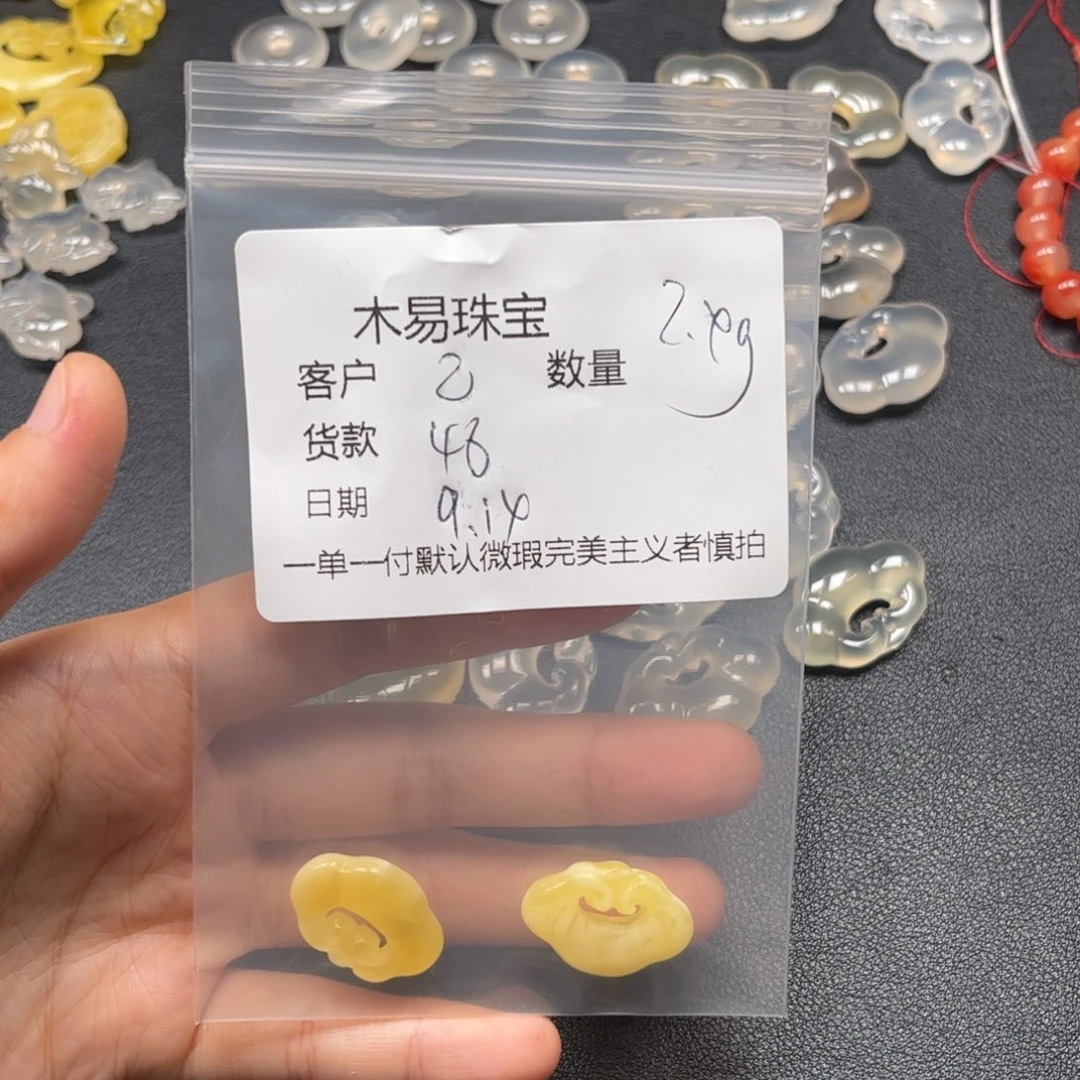 木易珠宝
客户 2 数量 2.4g
货款 48
日期 9.14
一单一付默认微瑕完美主义者慎拍